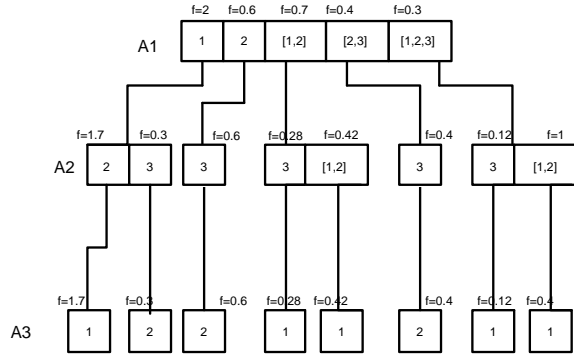 f=2 f=0.6 f=0.7 f=0.4 f=0.3
A1 1 2 [1,2] [2,3] [1,2,3]
f=1.7 f=0.3 f=0.6 f=0.28 f=0.42 f=0.4 f=0.12 f=1
A2 2 3 3 3 [1,2] 3 3 [1,2]
f=1.7 f=0.3 f=0.6 f=0.28 f=0.42 f=0.4 f=0.12 f=0.4
A3 1 2 2 1 1 2 1 1